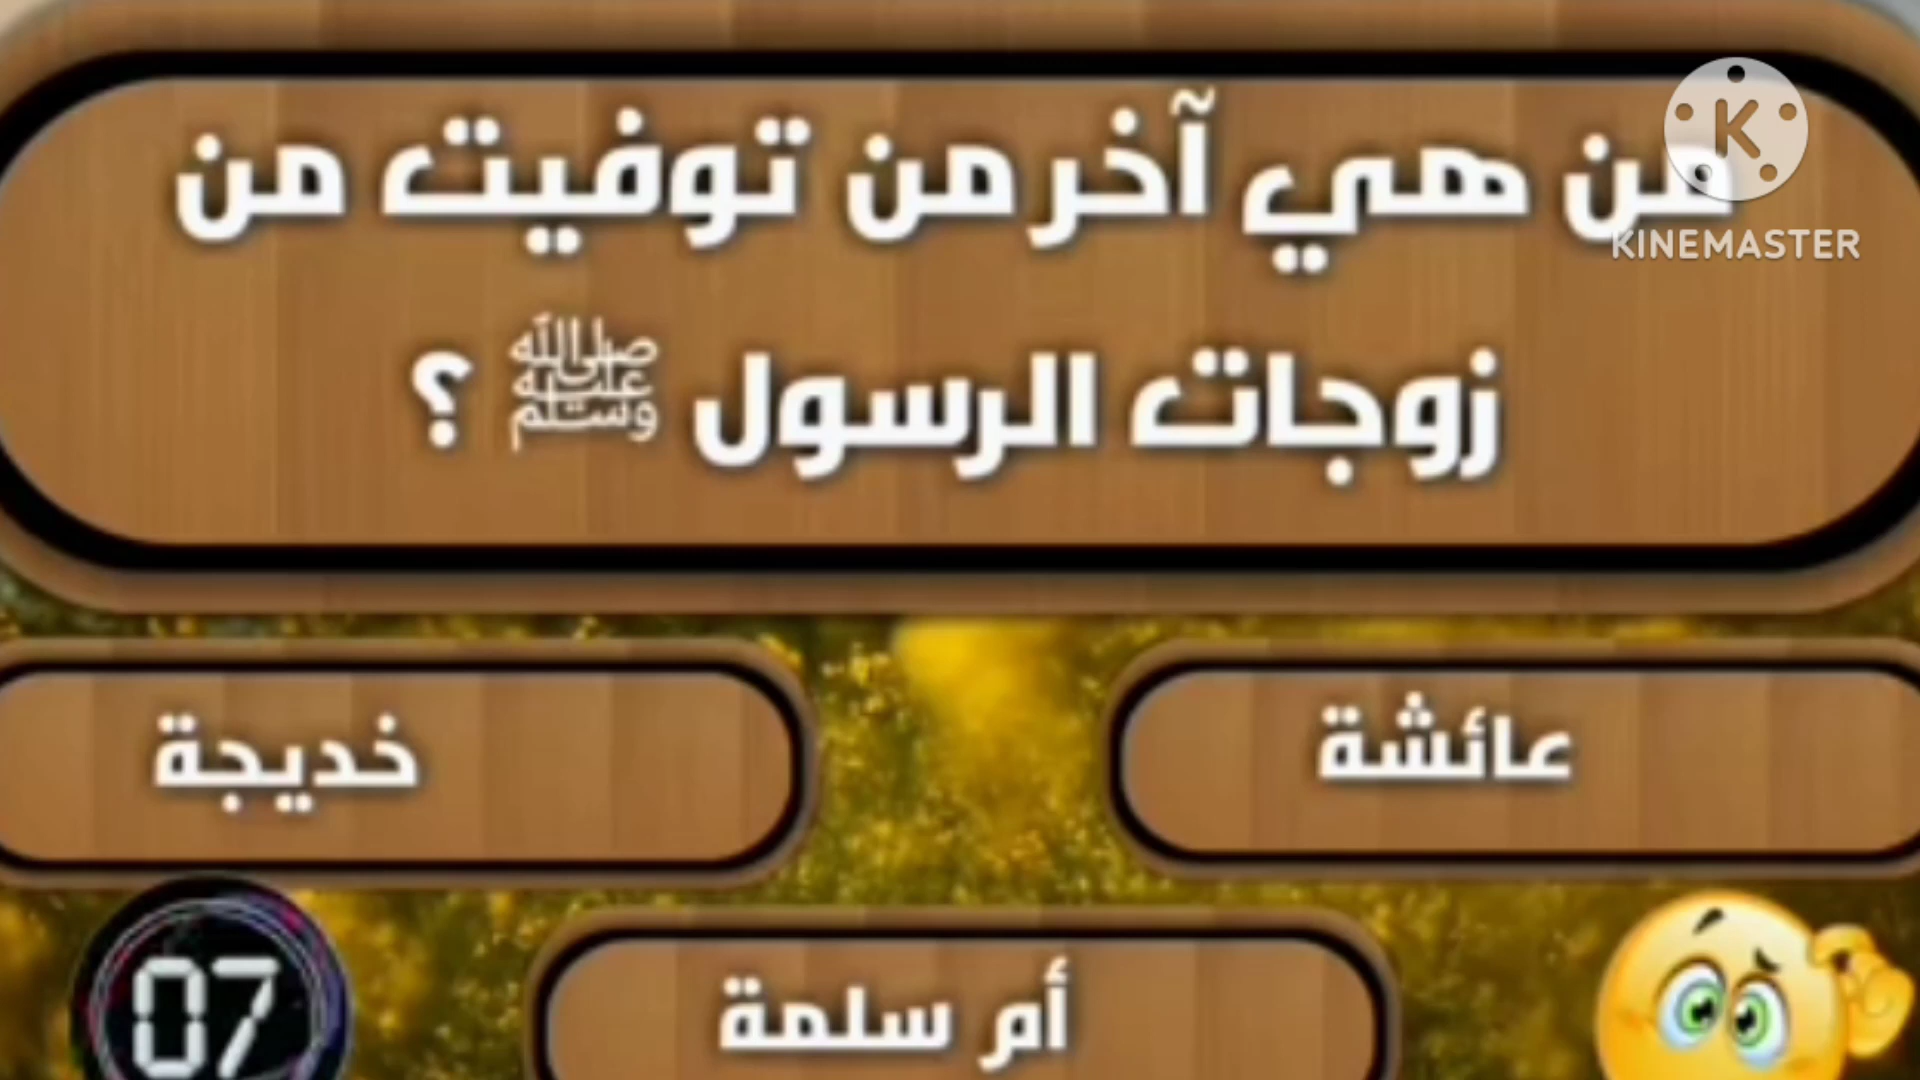 من هي آخر من توفيت من
KINEMASTER
زوجات الرسول ﷺ ؟
عائشة
خديجة
أم سلمة
07